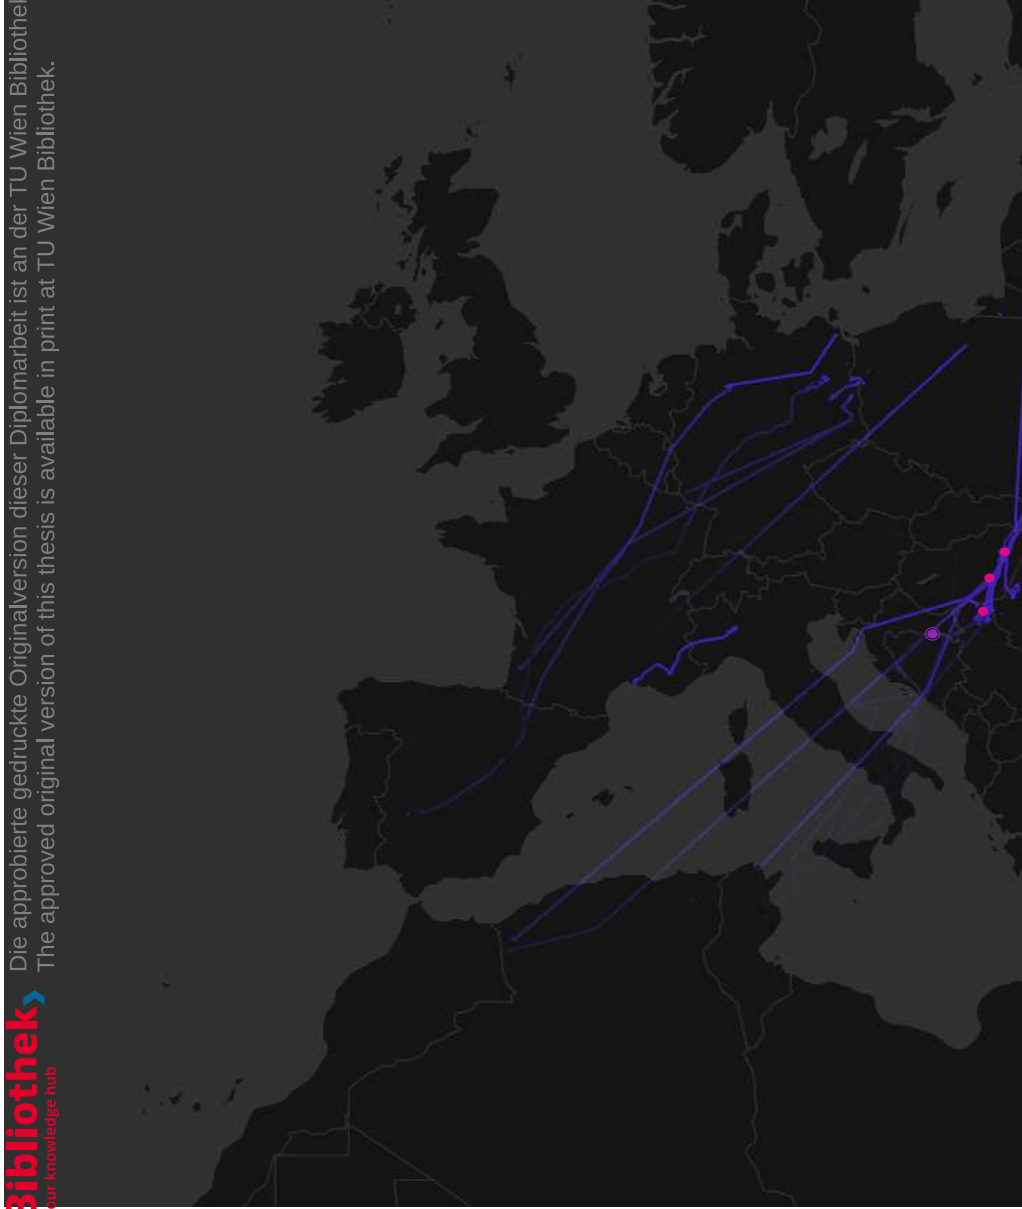 Die approbierte gedruckte Originalversion dieser Diplomarbeit ist an der TU Wien Bibliothek
The approved original version of this thesis is available in print at TU Wien Bibliothek.
Bibliothek
our knowledge hub